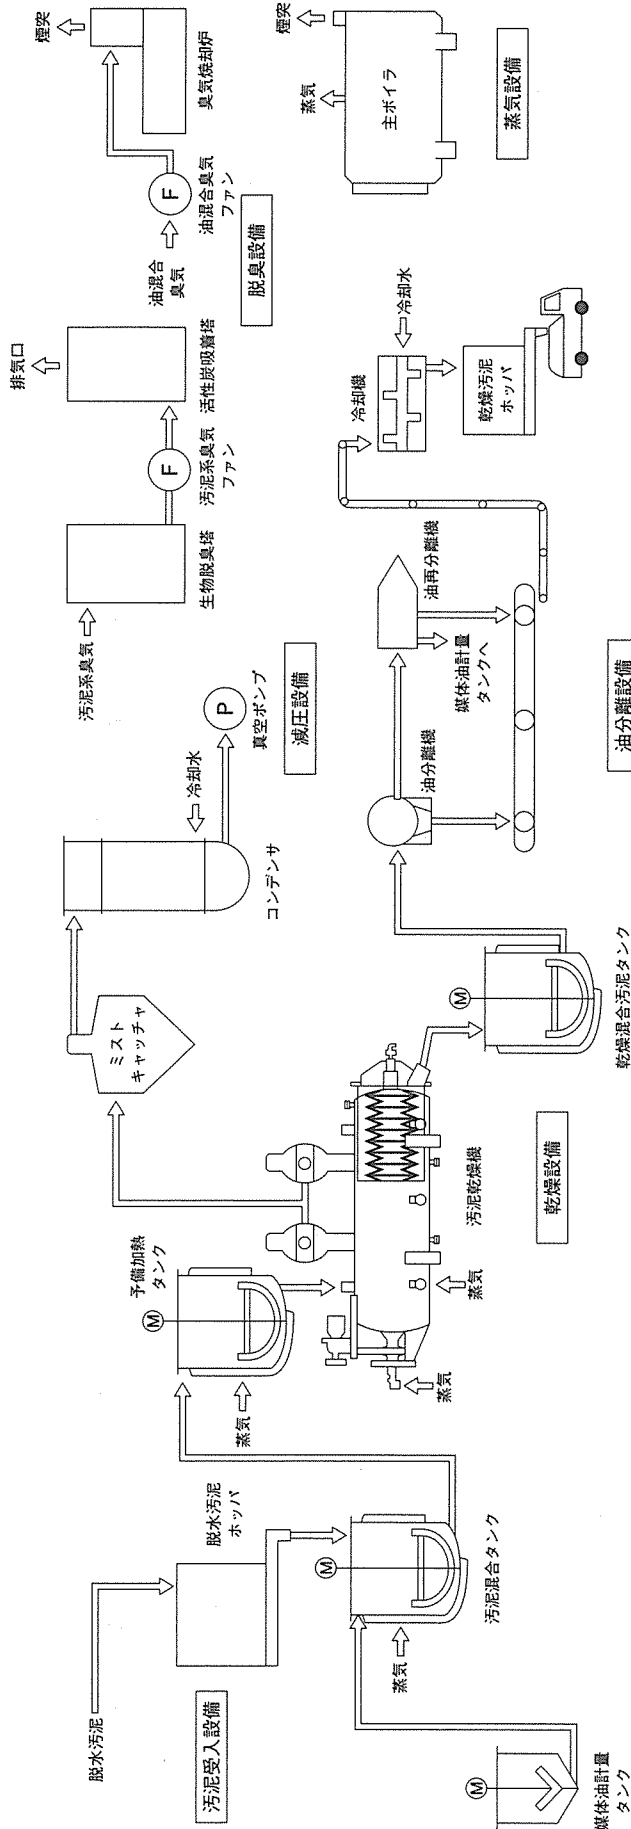 脱水汚泥
脱水汚泥
ホッパ
汚泥受入設備
M
媒体油計量
タンク
M
蒸気
汚泥混合タンク
M
予備加熱
タンク
蒸気
蒸気
蒸気
汚泥乾燥機
乾燥設備
ミスト
キャッチャ
コンデンサ
冷却水
P
真空ポンプ
減圧設備
M
乾燥混合汚泥タンク
油分離機
油再分離機
媒体油計量
タンクへ
油分離設備
冷却機
冷却水
乾燥汚泥
ホッパ
汚泥系臭気
生物脱臭塔
F
汚泥系臭気
ファン
活性炭吸着塔
排気口
油混合
臭気
F
油混合臭気
ファン
臭気焼却炉
煙突
脱臭設備
蒸気
煙突
主ボイラ
蒸気設備